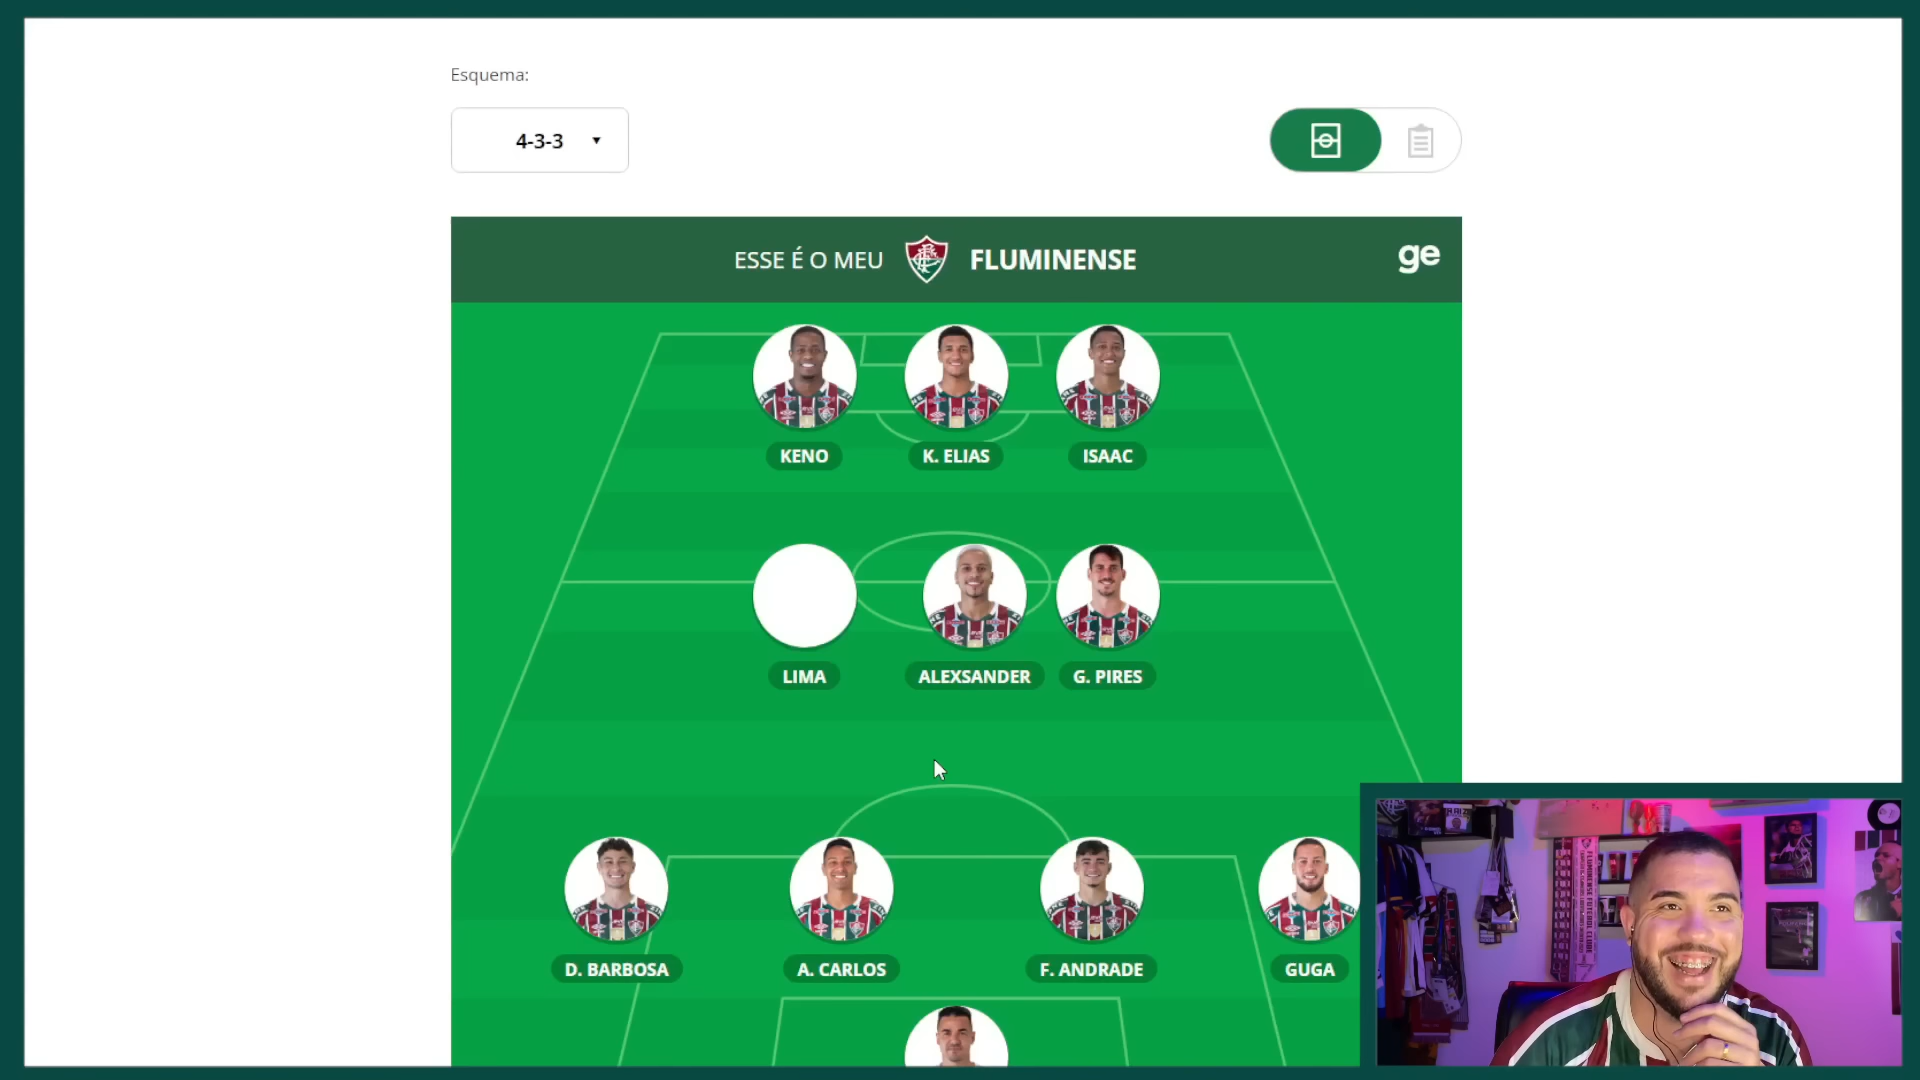 Esquema:
4-3-3
ESSE É O MEU FLUMINENSE
ge
KENO
K. ELIAS
ISAAC
LIMA
ALEXSANDER
G. PIRES
D. BARBOSA
A. CARLOS
F. ANDRADE
GUGA